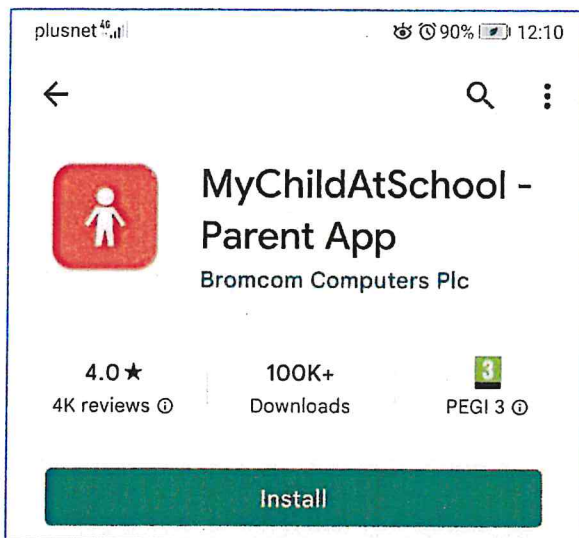 plusnet 4G 90% 12:10
MyChildAtSchool -
Parent App
Bromcom Computers Plc
4.0★ 100K+ 3
4K reviews Downloads PEGI 3
Install